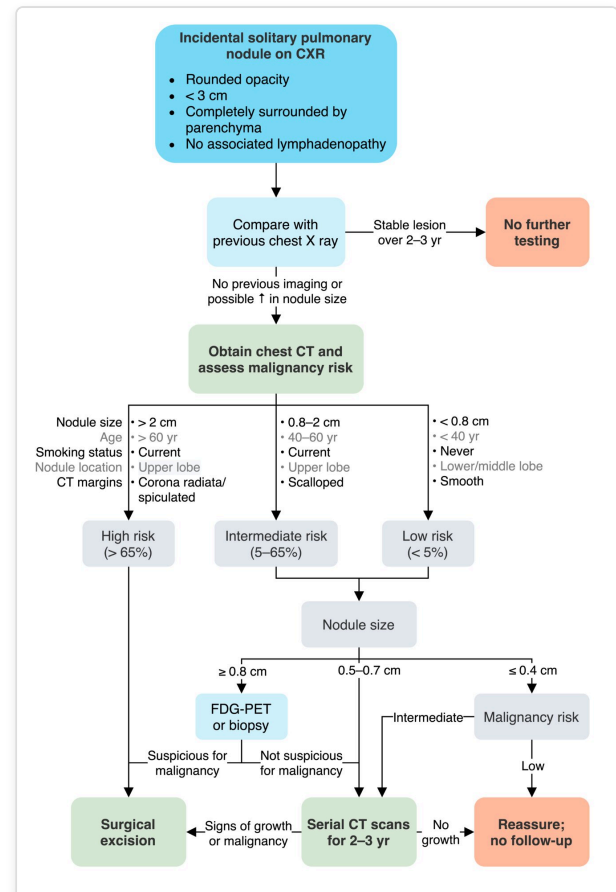 Incidental solitary pulmonary
nodule on CXR
• Rounded opacity
• < 3 cm
• Completely surrounded by
parenchyma
• No associated lymphadenopathy
Compare with
previous chest X ray
Stable lesion
over 2–3 yr
No further
testing
No previous imaging or
possible ↑ in nodule size
Obtain chest CT and
assess malignancy risk
Nodule size • > 2 cm • 0.8–2 cm • < 0.8 cm
Age • > 60 yr • 40–60 yr • < 40 yr
Smoking status • Current • Current • Never
Nodule location • Upper lobe • Upper lobe • Lower/middle lobe
CT margins • Corona radiata/ • Scalloped • Smooth
spiculated
High risk
(> 65%)
Intermediate risk
(5–65%)
Low risk
(< 5%)
Nodule size
≥ 0.8 cm
0.5–0.7 cm
≤ 0.4 cm
FDG-PET
or biopsy
Intermediate
Malignancy risk
Suspicious for
malignancy
Not suspicious
for malignancy
Low
Surgical
excision
Signs of growth
or malignancy
Serial CT scans
for 2–3 yr
No
growth
Reassure;
no follow-up